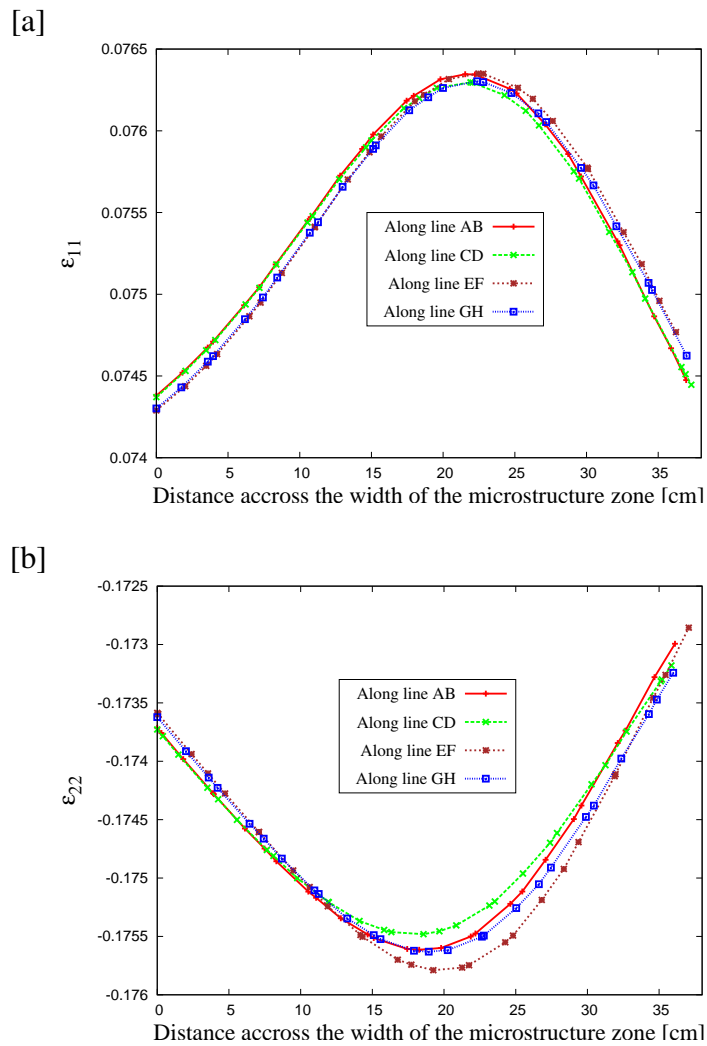 [a]
0.0765
0.076
0.0755
0.075
0.0745
0.074
ε11
Along line AB
Along line CD
Along line EF
Along line GH
0 5 10 15 20 25 30 35
Distance accross the width of the microstructure zone [cm]
[b]
-0.1725
-0.173
-0.1735
-0.174
-0.1745
-0.175
-0.1755
-0.176
ε22
Along line AB
Along line CD
Along line EF
Along line GH
0 5 10 15 20 25 30 35
Distance accross the width of the microstructure zone [cm]